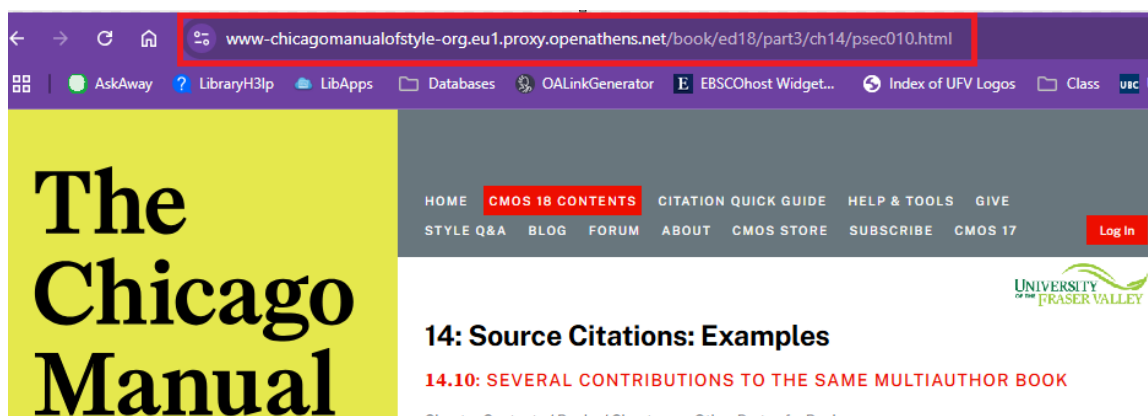 www-chicagomanualofstyle-org.eu1.proxy.openathens.net/book/ed18/part3/ch14/psec010.html
AskAway LibraryH3lp LibApps Databases OALinkGenerator EBSCOhost Widget... Index of UFV Logos Class UBC
The
Chicago
Manual
HOME CMOS 18 CONTENTS CITATION QUICK GUIDE HELP & TOOLS GIVE
STYLE Q&A BLOG FORUM ABOUT CMOS STORE SUBSCRIBE CMOS 17 Log In
UNIVERSITY
OF THE FRASER VALLEY
14: Source Citations: Examples
14.10: SEVERAL CONTRIBUTIONS TO THE SAME MULTIAUTHOR BOOK